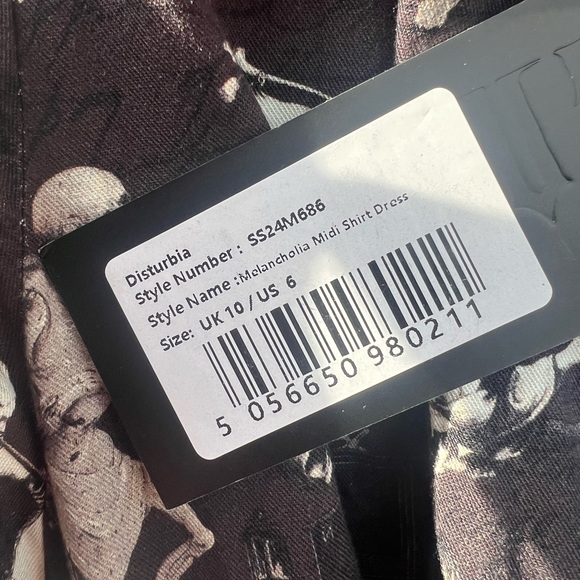 Disturbia
Style Number : SS24M686
Style Name :Melancholia Midi Shirt Dress
Size: UK 10 / US 6
5 056650 980211